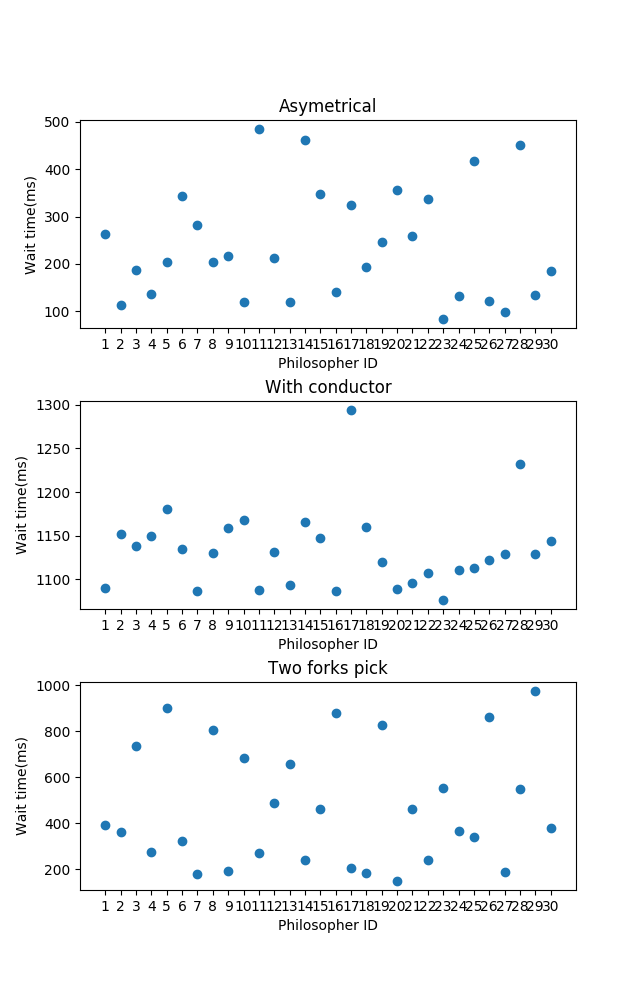 Asymetrical
500
400
300
200
100
Wait time(ms)
1 2 3 4 5 6 7 8 9 10 11 12 13 14 15 16 17 18 19 20 21 22 23 24 25 26 27 28 29 30
Philosopher ID
With conductor
1300
1250
1200
1150
1100
Wait time(ms)
1 2 3 4 5 6 7 8 9 10 11 12 13 14 15 16 17 18 19 20 21 22 23 24 25 26 27 28 29 30
Philosopher ID
Two forks pick
1000
800
600
400
200
Wait time(ms)
1 2 3 4 5 6 7 8 9 10 11 12 13 14 15 16 17 18 19 20 21 22 23 24 25 26 27 28 29 30
Philosopher ID